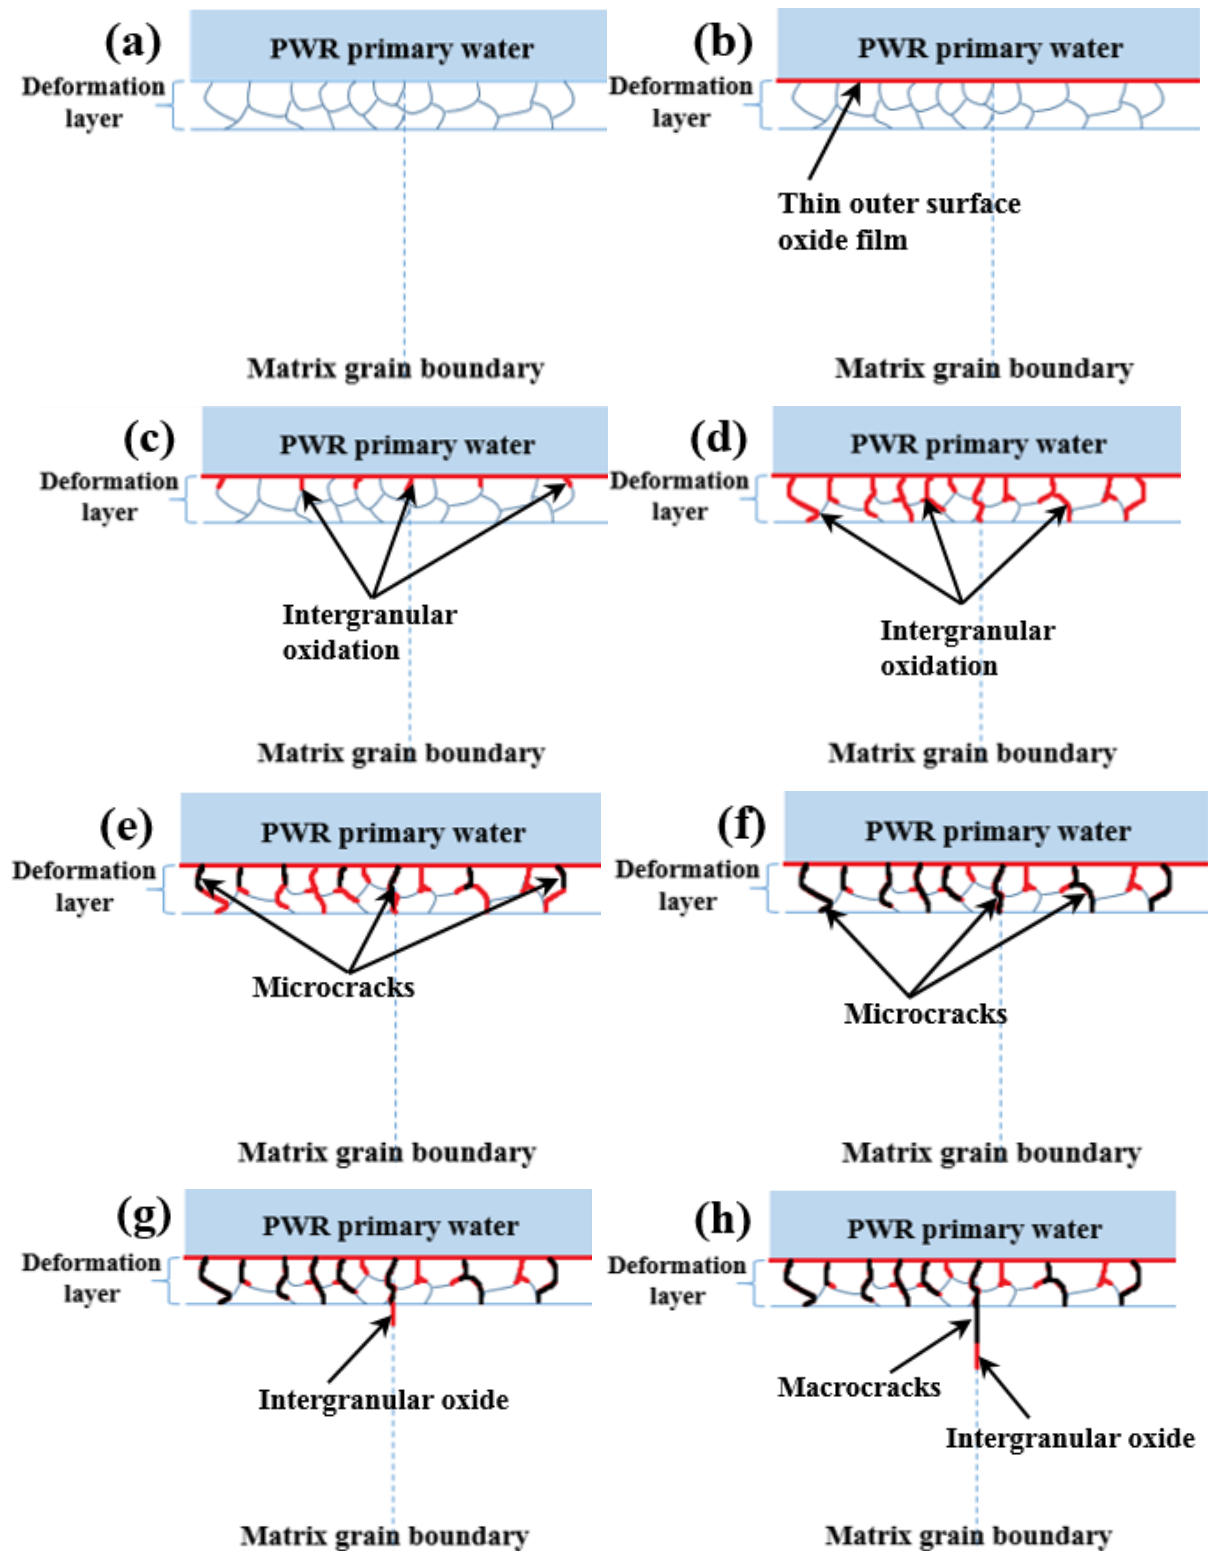 (a)
PWR primary water
Deformation
layer
Matrix grain boundary
(b)
PWR primary water
Deformation
layer
Thin outer surface
oxide film
Matrix grain boundary
(c)
PWR primary water
Deformation
layer
Intergranular
oxidation
Matrix grain boundary
(d)
PWR primary water
Deformation
layer
Intergranular
oxidation
Matrix grain boundary
(e)
PWR primary water
Deformation
layer
Microcracks
Matrix grain boundary
(f)
PWR primary water
Deformation
layer
Microcracks
Matrix grain boundary
(g)
PWR primary water
Deformation
layer
Intergranular oxide
Matrix grain boundary
(h)
PWR primary water
Deformation
layer
Macrocracks
Intergranular oxide
Matrix grain boundary